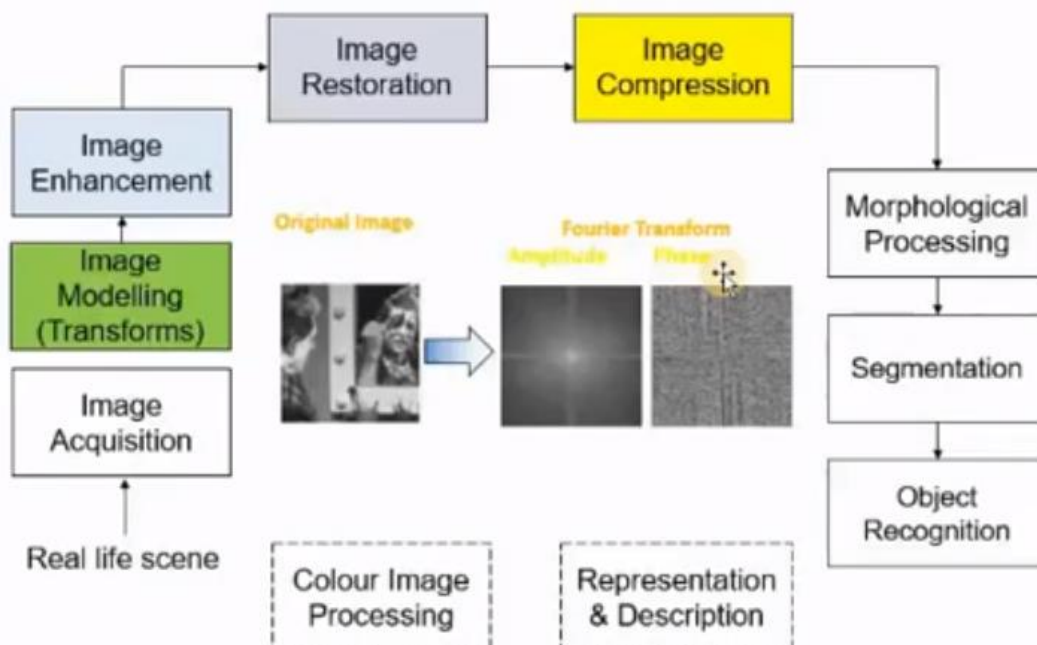 Image
Restoration
Image
Compression
Image
Enhancement
Morphological
Processing
Original Image
Fourier Transform
Amplitude
Phase
Image
Modelling
(Transforms)
Segmentation
Image
Acquisition
Object
Recognition
Real life scene
Colour Image
Processing
Representation
& Description